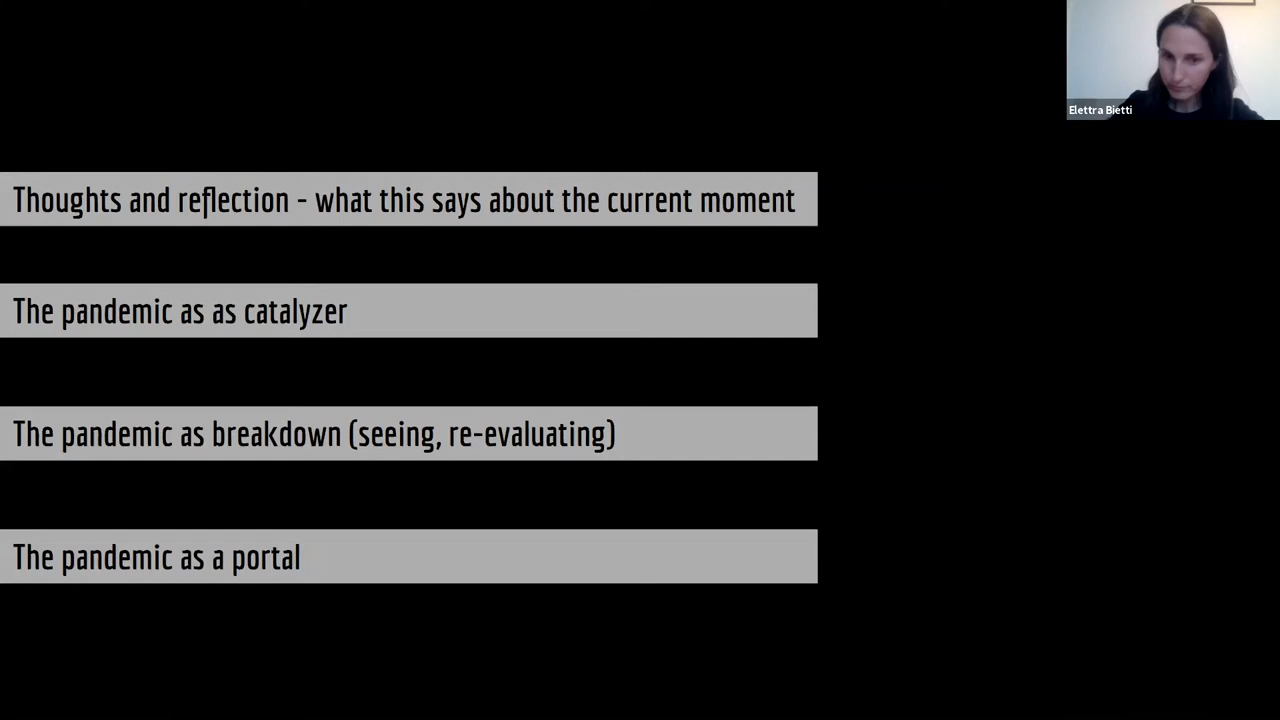 Elettra Bietti
Thoughts and reflection - what this says about the current moment
The pandemic as as catalyzer
The pandemic as breakdown (seeing, re-evaluating)
The pandemic as a portal